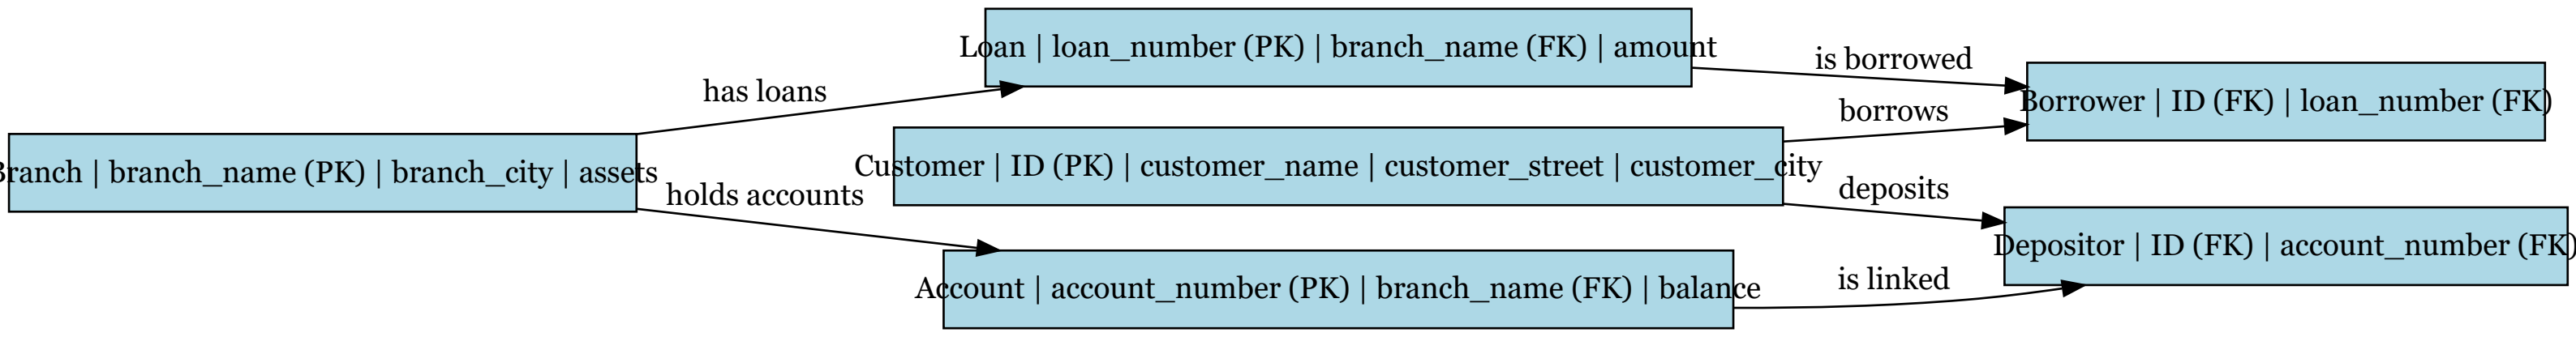 Loan | loan_number (PK) | branch_name (FK) | amount
is borrowed
has loans
Borrower | ID (FK) | loan_number (FK)
borrows
Branch | branch_name (PK) | branch_city | assets
Customer | ID (PK) | customer_name | customer_street | customer_city
holds accounts
deposits
Depositor | ID (FK) | account_number (FK)
Account | account_number (PK) | branch_name (FK) | balance
is linked